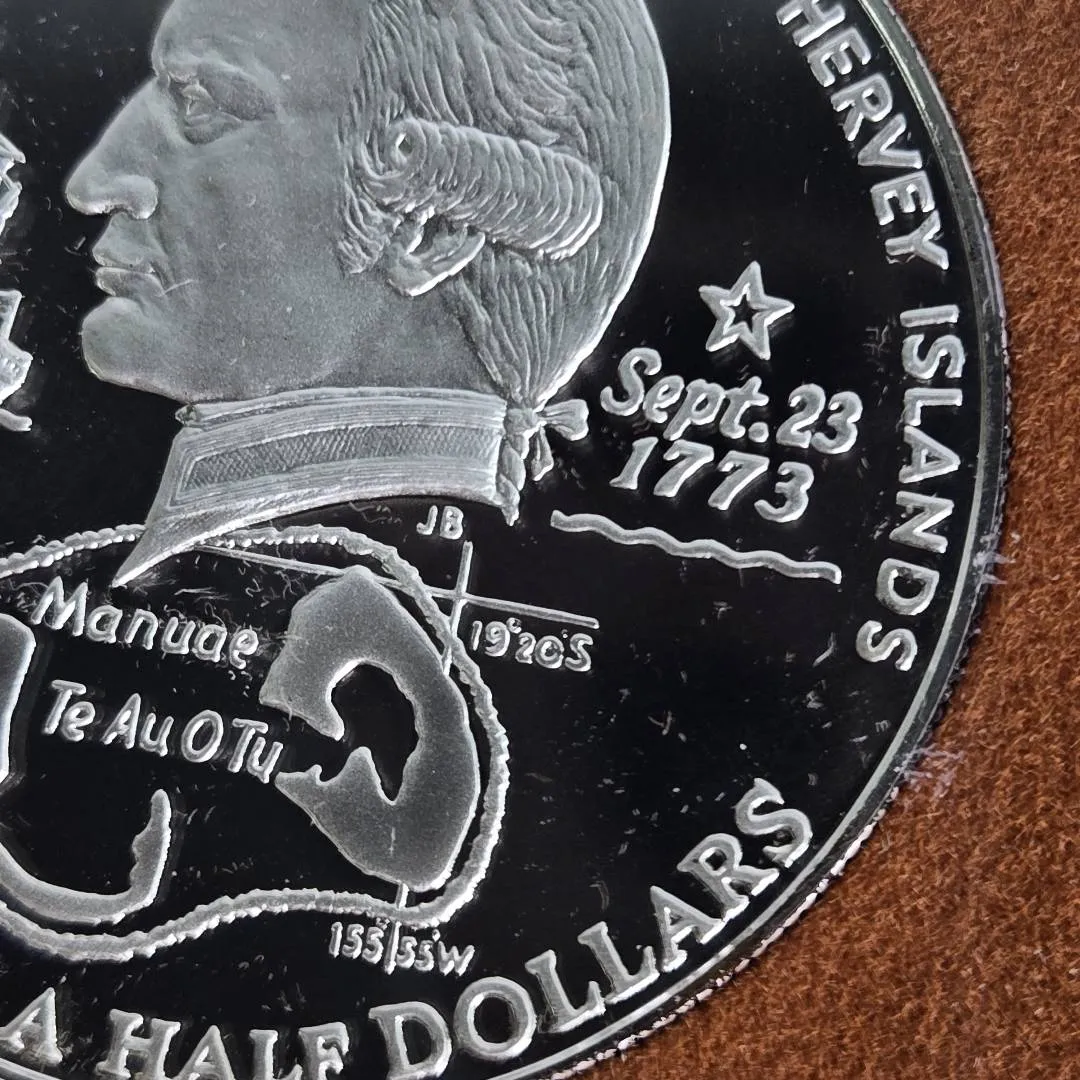 HERVEY ISLANDS
Sept. 23
1773
JB
19°20'S
Manuae
Te Au O Tu
155°55'W
A HALF DOLLARS